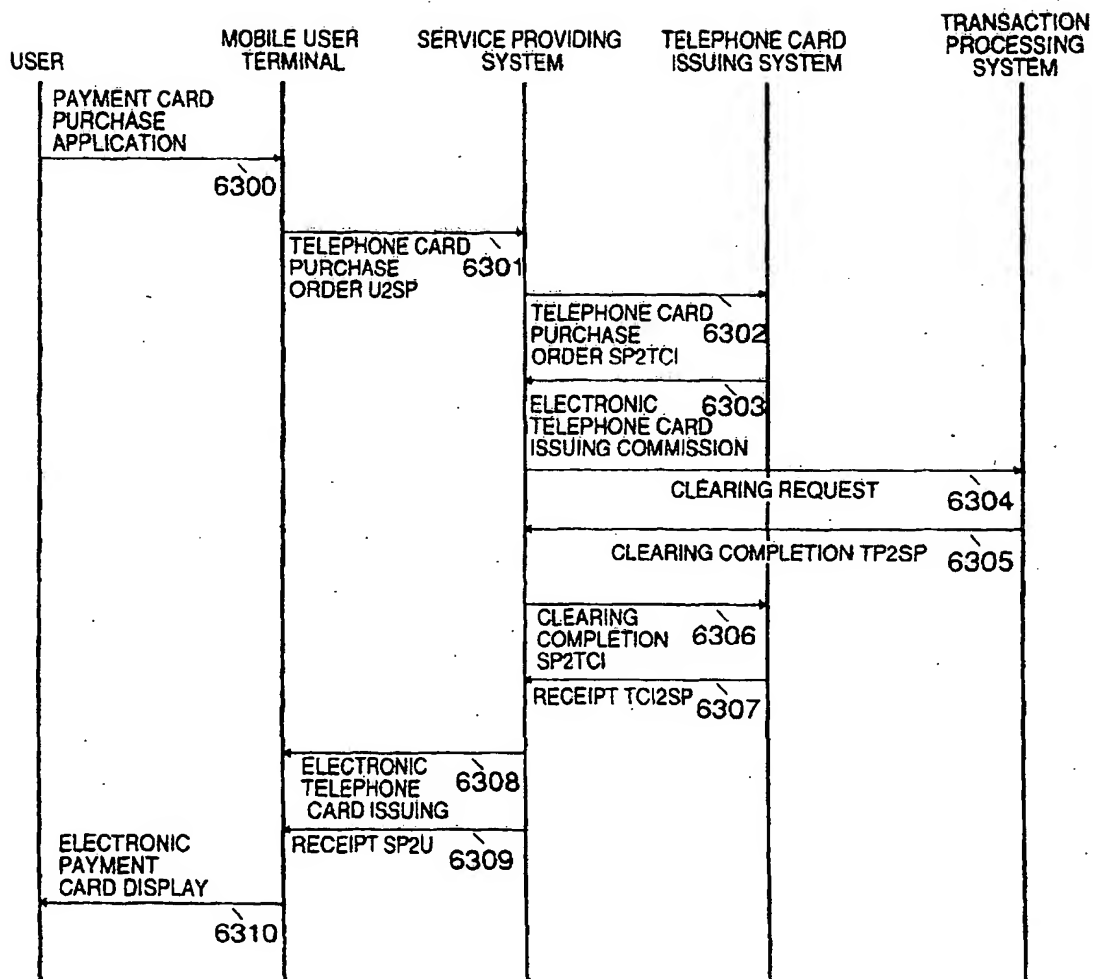 USER
MOBILE USER
TERMINAL
SERVICE PROVIDING
SYSTEM
TELEPHONE CARD
ISSUING SYSTEM
TRANSACTION
PROCESSING
SYSTEM
PAYMENT CARD
PURCHASE
APPLICATION
6300
TELEPHONE CARD
PURCHASE
ORDER U2SP
6301
TELEPHONE CARD
PURCHASE
ORDER SP2TCI
6302
ELECTRONIC
TELEPHONE CARD
ISSUING COMMISSION
6303
CLEARING REQUEST
6304
CLEARING COMPLETION TP2SP
6305
CLEARING
COMPLETION
SP2TCI
6306
RECEIPT TCI2SP
6307
ELECTRONIC
TELEPHONE
CARD ISSUING
6308
RECEIPT SP2U
6309
ELECTRONIC
PAYMENT
CARD DISPLAY
6310